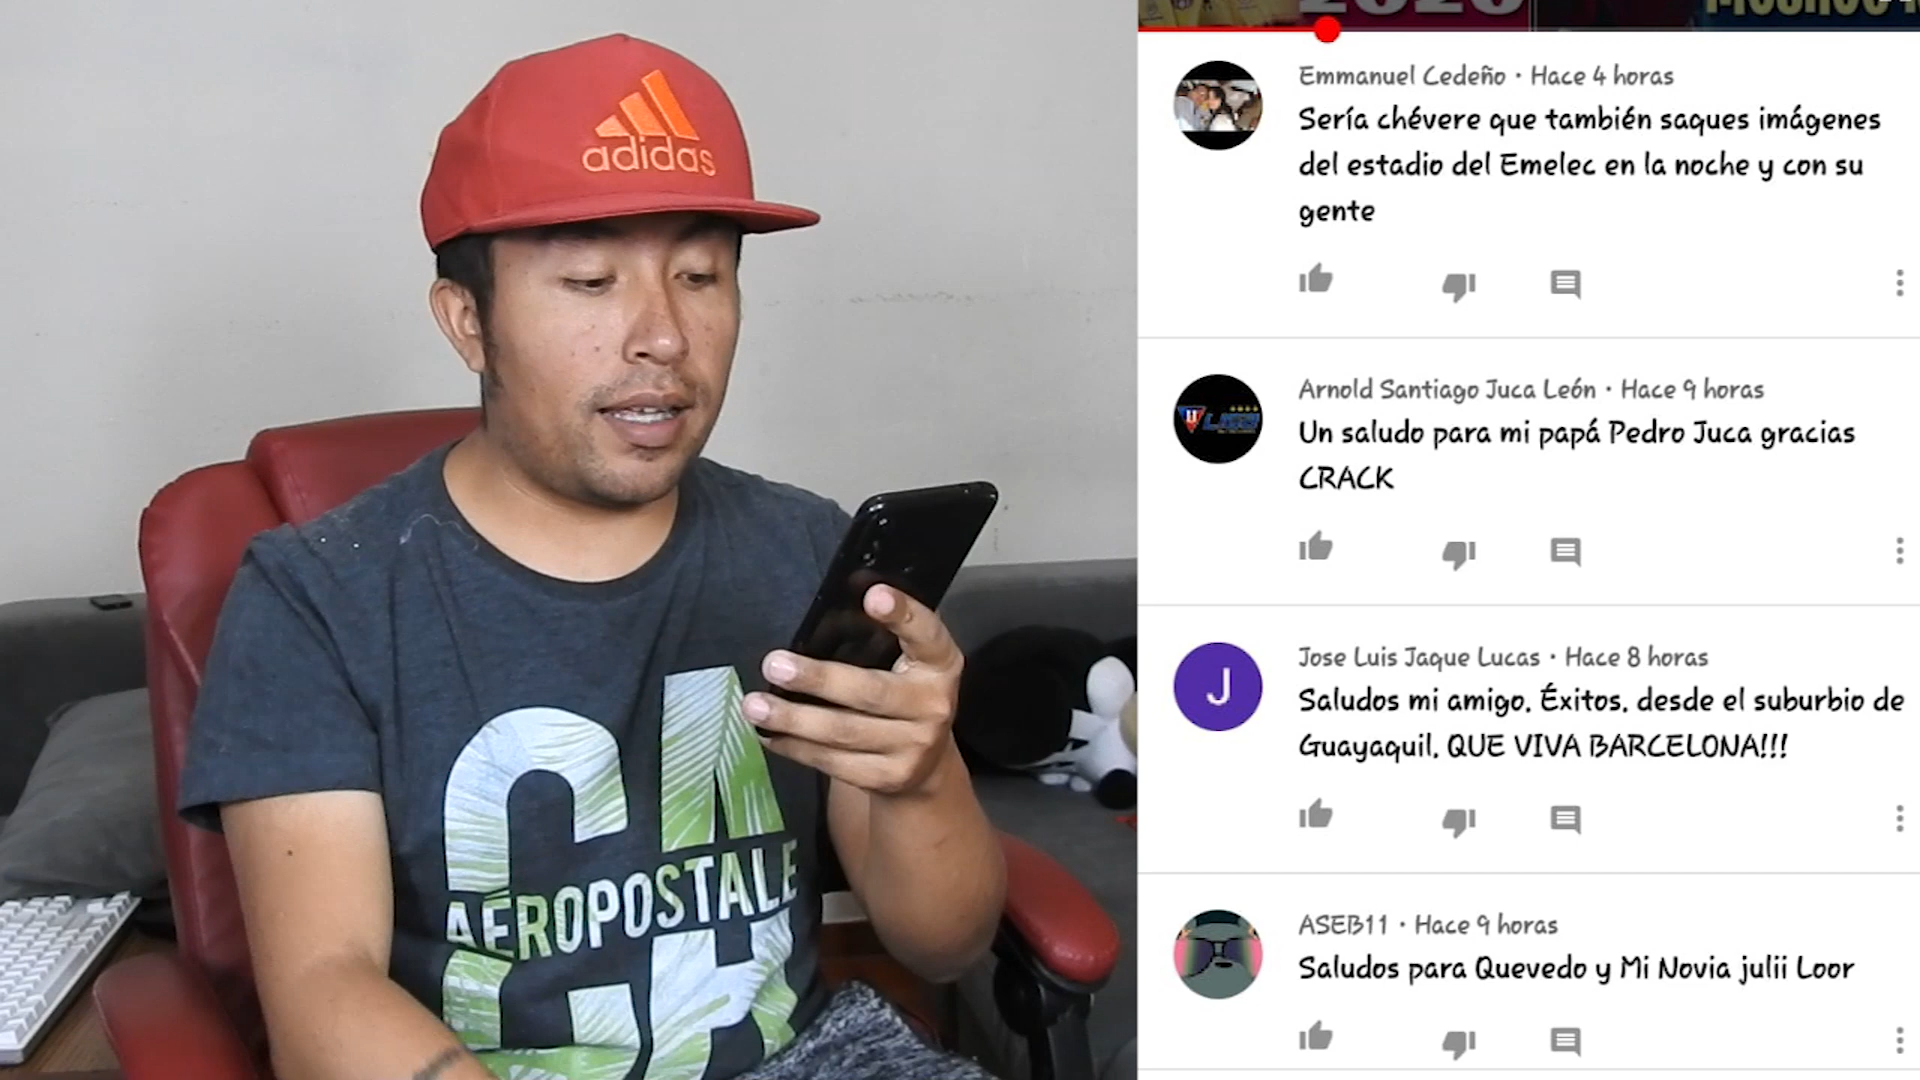 adidas
AÉROPOSTALE
2020
Emmanuel Cedeño · Hace 4 horas
Sería chévere que también saques imágenes
del estadio del Emelec en la noche y con su
gente
Arnold Santiago Juca León · Hace 9 horas
Un saludo para mi papá Pedro Juca gracias
CRACK
J
Jose Luis Jaque Lucas · Hace 8 horas
Saludos mi amigo. Éxitos. desde el suburbio de
Guayaquil. QUE VIVA BARCELONA!!!
ASEB11 · Hace 9 horas
Saludos para Quevedo y Mi Novia julii Loor